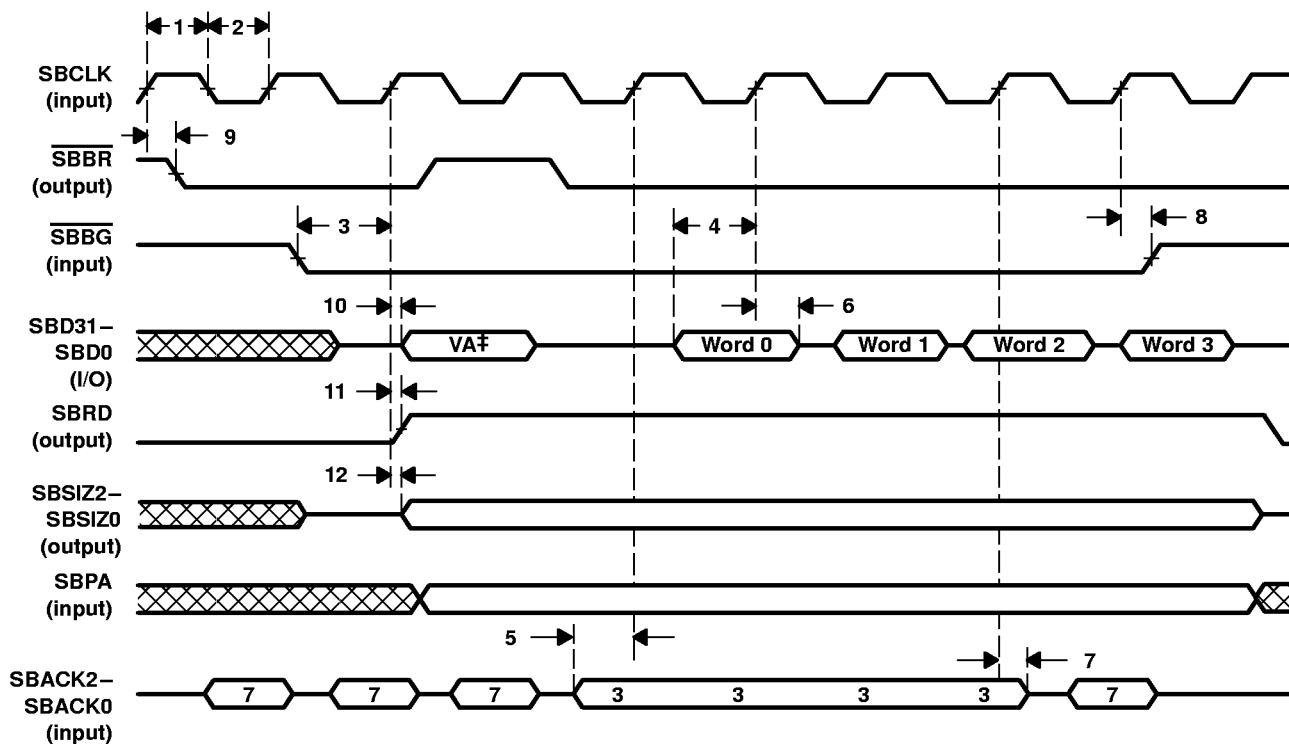 1
2
SBCLK
(input)
9
SBBR
(output)
3
4
8
SBBG
(input)
10
6
SBD31–
SBD0
(I/O)
VA‡
Word 0
Word 1
Word 2
Word 3
11
SBRD
(output)
12
SBSIZ2–
SBSIZ0
(output)
SBPA
(input)
5
7
SBACK2–
SBACK0
(input)
7
7
7
3
3
3
3
7